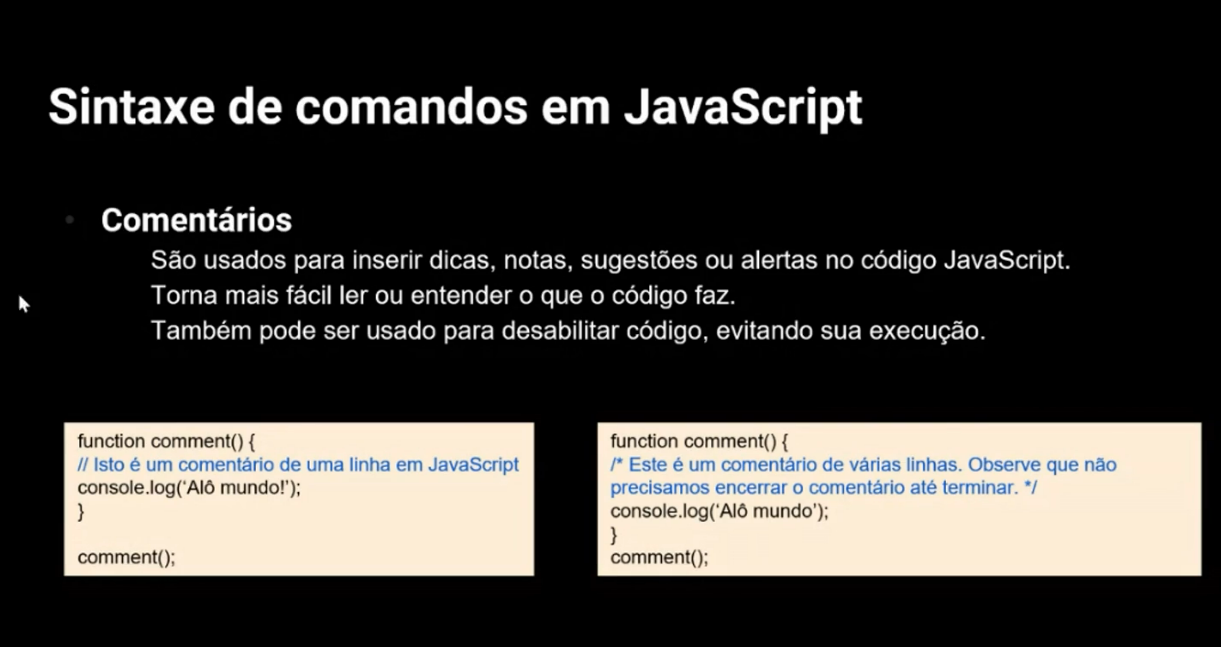 Sintaxe de comandos em JavaScript
Comentários
São usados para inserir dicas, notas, sugestões ou alertas no código JavaScript.
Torna mais fácil ler ou entender o que o código faz.
Também pode ser usado para desabilitar código, evitando sua execução.
function comment() {
// Isto é um comentário de uma linha em JavaScript
console.log(‘Alô mundo!’);
}
comment();
function comment() {
/* Este é um comentário de várias linhas. Observe que não
precisamos encerrar o comentário até terminar. */
console.log(‘Alô mundo’);
}
comment();